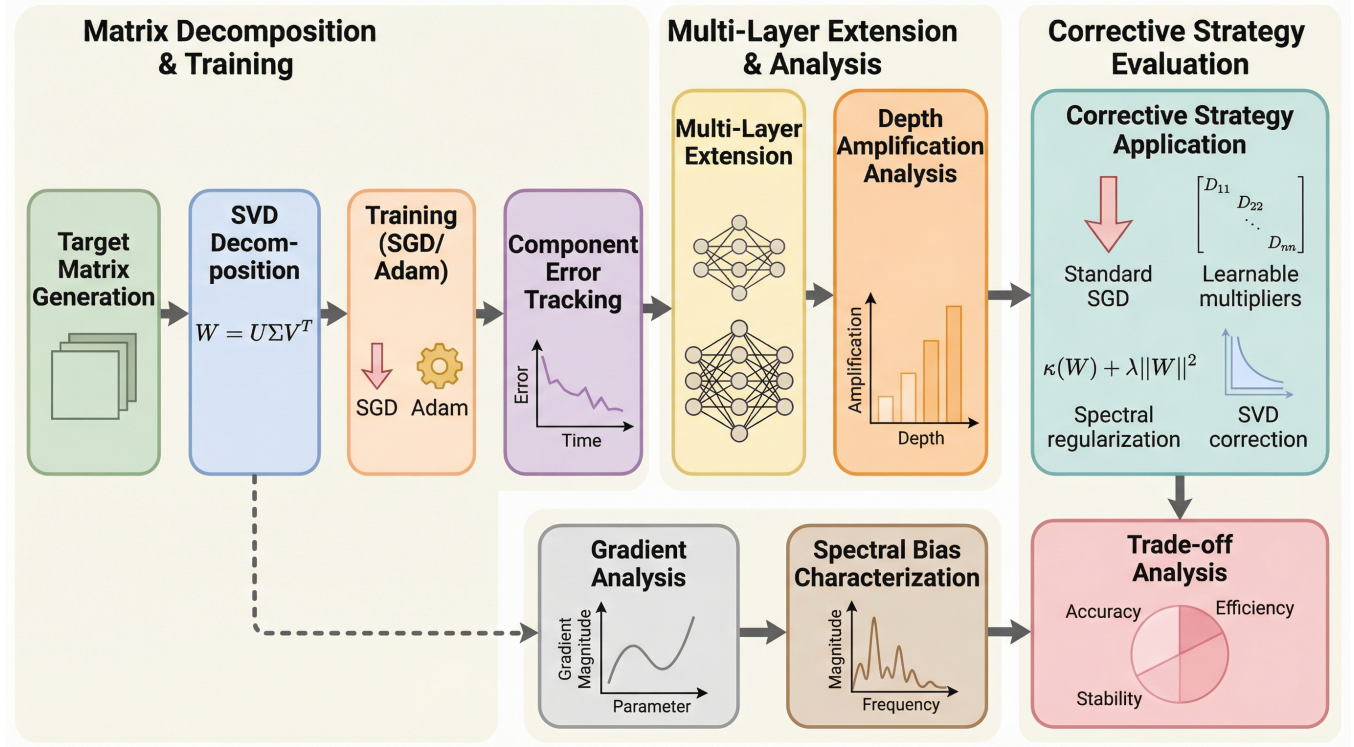 Matrix Decomposition
& Training
Multi-Layer Extension
& Analysis
Corrective Strategy
Evaluation
Target
Matrix
Generation
SVD
Decom-
position
W = UΣV^T
Training
(SGD/
Adam)
SGD
Adam
Component
Error
Tracking
Error
Time
Multi-Layer
Extension
Depth
Amplification
Analysis
Amplification
Depth
Corrective Strategy
Application
Standard
SGD
D₁₁
D₂₂
⋱
Dₙₙ
Learnable
multipliers
κ(W) + λ||W||²
Spectral
regularization
SVD
correction
Gradient
Analysis
Gradient
Magnitude
Parameter
Spectral Bias
Characterization
Magnitude
Frequency
Trade-off
Analysis
Accuracy
Efficiency
Stability